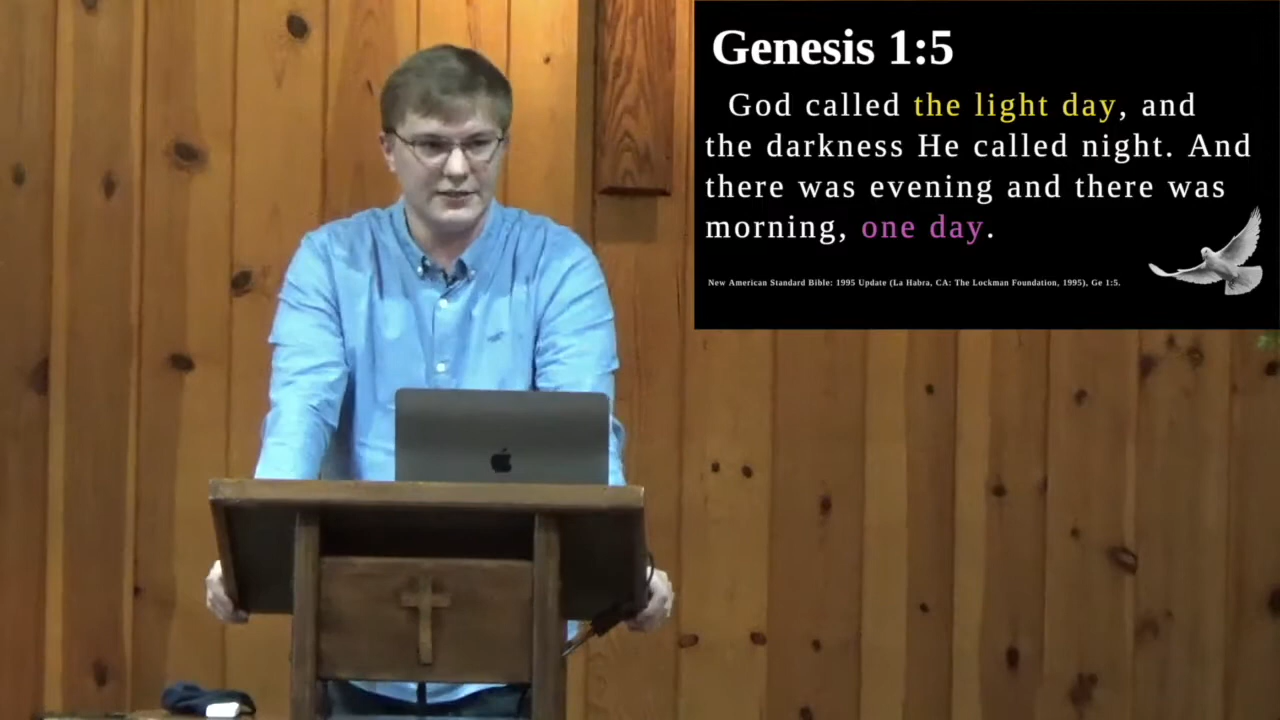 Genesis 1:5
God called the light day, and
the darkness He called night. And
there was evening and there was
morning, one day.
New American Standard Bible: 1995 Update (La Habra, CA: The Lockman Foundation, 1995), Ge 1:5.